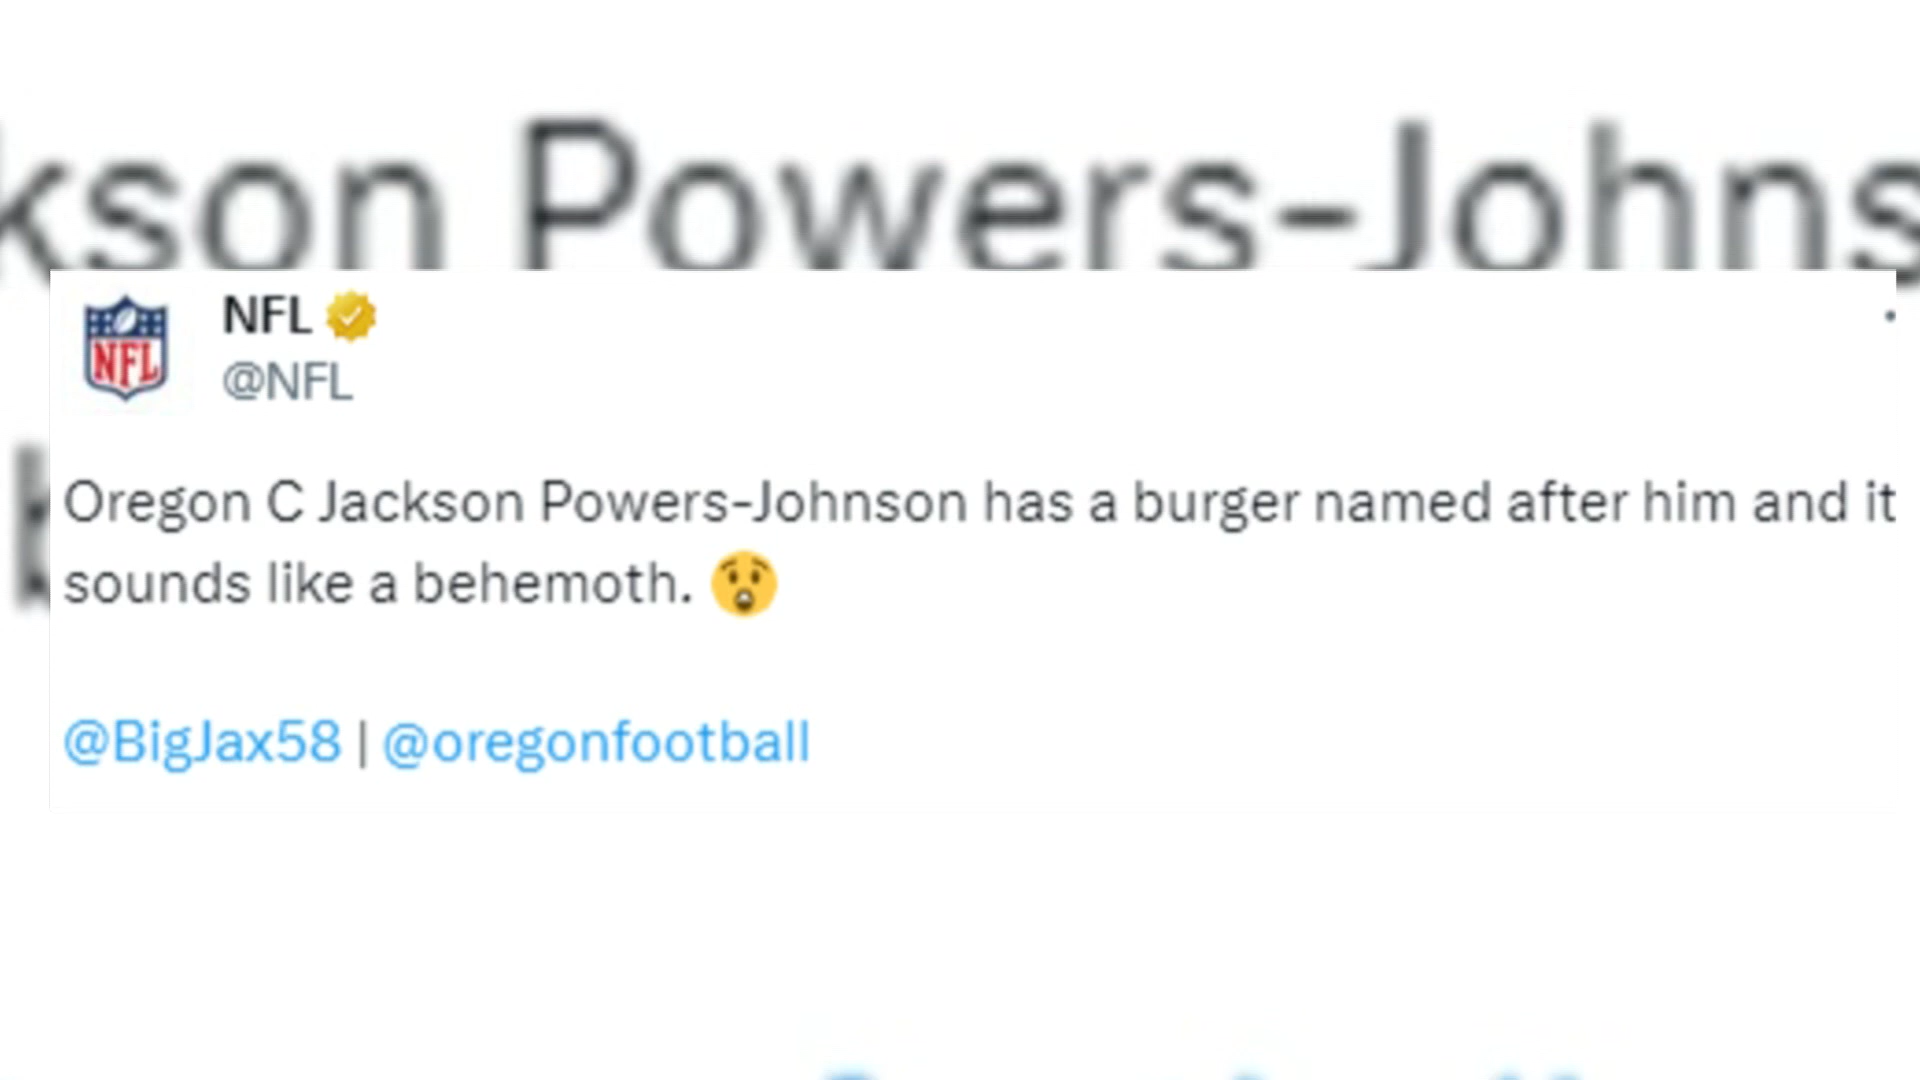 kson Powers-Johns
NFL
NFL
@NFL
Oregon C Jackson Powers-Johnson has a burger named after him and it
sounds like a behemoth. 😲
@BigJax58 | @oregonfootball